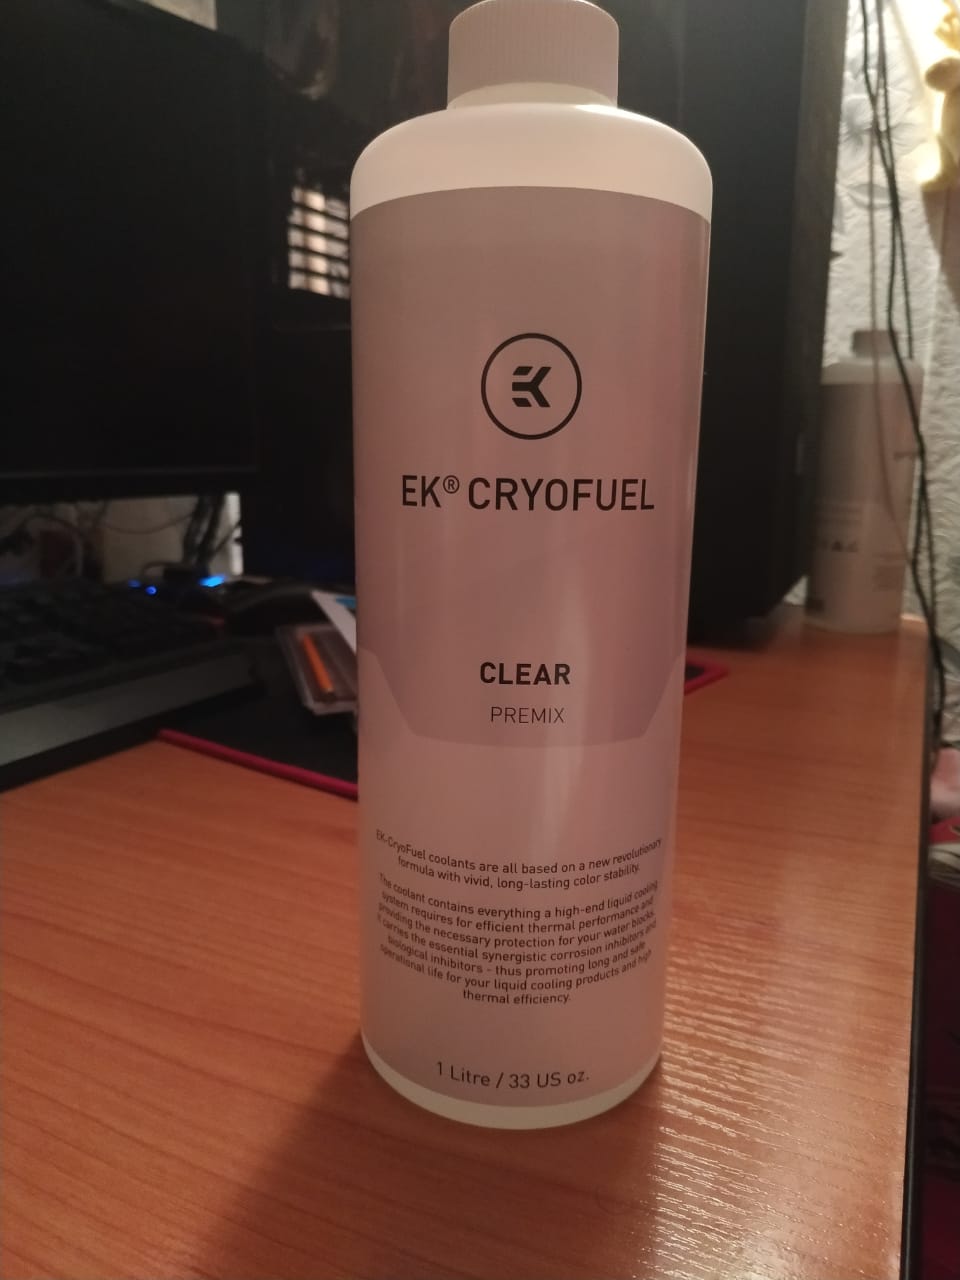 EK
EK® CRYOFUEL
CLEAR
PREMIX
EK-CryoFuel coolants are all based on a new revolutionary
formula with vivid, long-lasting color stability.
The coolant contains everything a high-end liquid cooling
system requires for efficient thermal performance and
providing the necessary protection for your water blocks.
It carries the essential synergistic corrosion inhibitors and
biological inhibitors - thus promoting long and safe
operational life for your liquid cooling products and high
thermal efficiency.
1 Litre / 33 US oz.